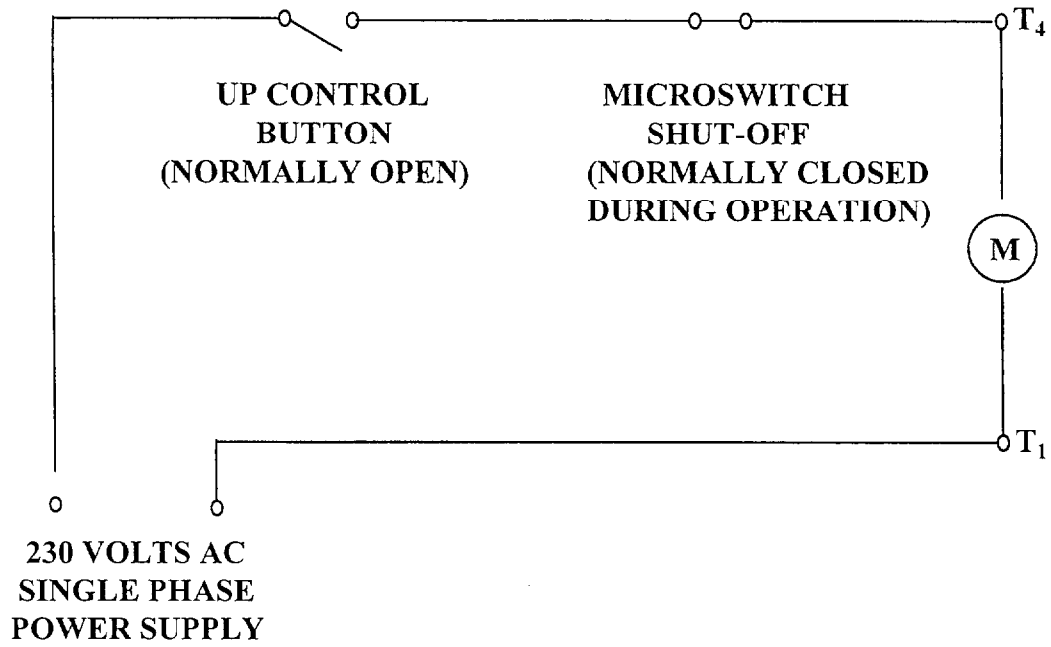 T₄
UP CONTROL
BUTTON
(NORMALLY OPEN)
MICROSWITCH
SHUT-OFF
(NORMALLY CLOSED
DURING OPERATION)
M
T₁
230 VOLTS AC
SINGLE PHASE
POWER SUPPLY